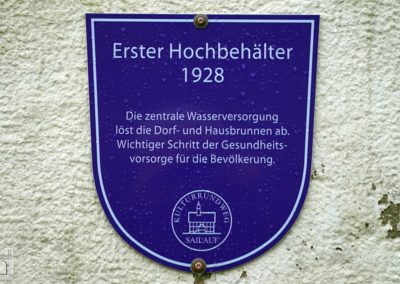 Erster Hochbehälter
1928
Die zentrale Wasserversorgung
löst die Dorf- und Hausbrunnen ab.
Wichtiger Schritt der Gesundheits-
vorsorge für die Bevölkerung.
KULTURRUNDWEG
SAILAUF